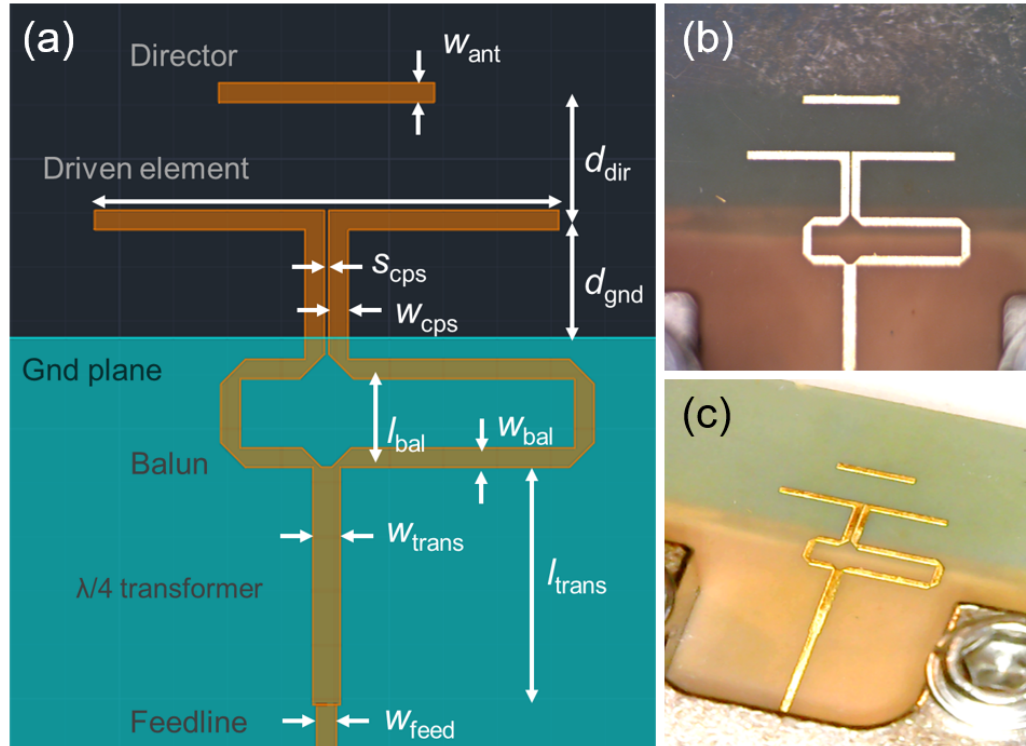 (a)
Director
w_ant
Driven element
d_dir
s_cps
d_gnd
w_cps
Gnd plane
l_bal
w_bal
Balun
w_trans
λ/4 transformer
l_trans
Feedline
w_feed
(b)
(c)